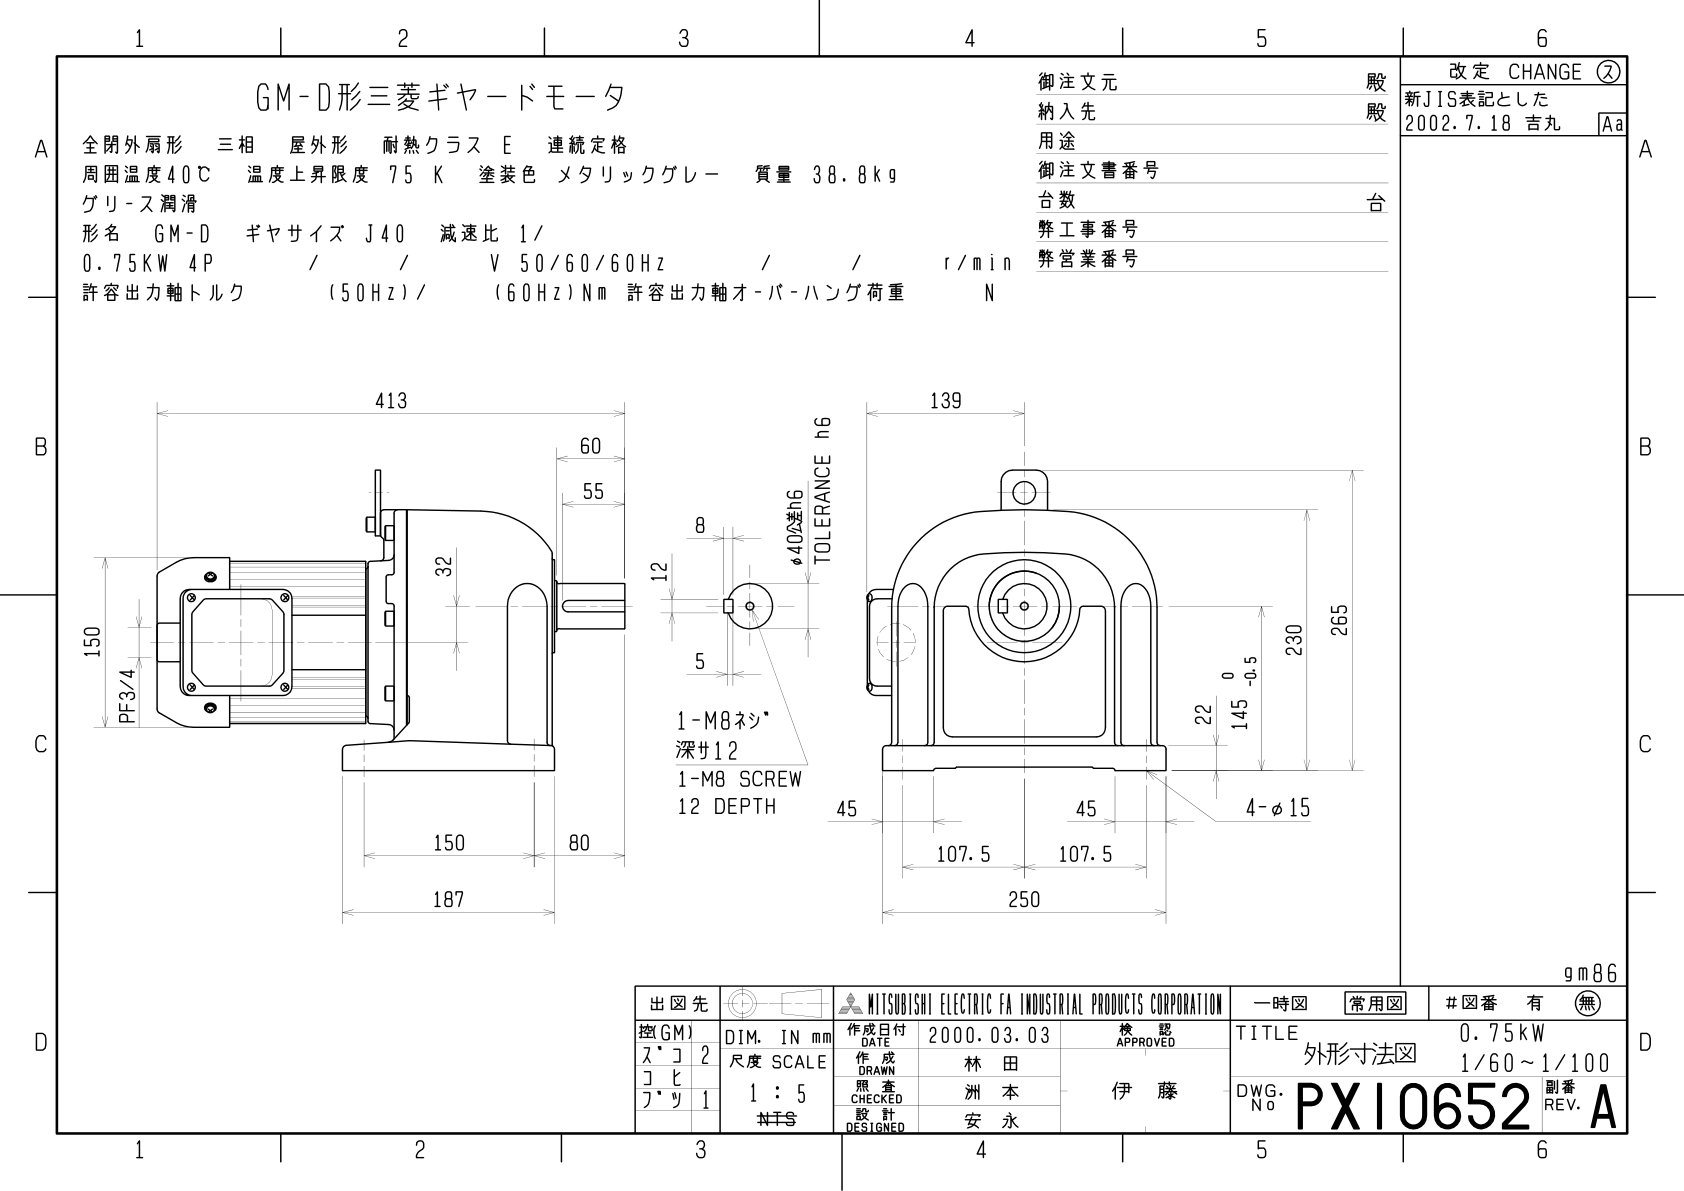 1 2 3 4 5 6
GM-D形三菱ギヤードモータ
全閉外扇形 三相 屋外形 耐熱クラス E 連続定格
周囲温度40℃ 温度上昇限度 75 K 塗装色 メタリックグレー 質量 38.8kg
グリース潤滑
形名 GM-D ギヤサイズ J40 減速比 1/
0.75KW 4P / / V 50/60/60Hz / / r/min
許容出力軸トルク (50Hz)/ (60Hz)Nm 許容出力軸オーバーハング荷重 N
御注文元 殿
納入先 殿
用途
御注文書番号
台数 台
弊工事番号
弊営業番号
改定 CHANGE ス
新JIS表記とした
2002.7.18 吉丸 Aa
A A
B B
C C
D D
413
60
55
32
150
PF3/4
150
80
187
8
12
5
φ40公差h6
TOLERANCE h6
1-M8ネジ
深サ12
1-M8 SCREW
12 DEPTH
139
265
230
145 0 -0.5
22
45
45
4-φ15
107.5
107.5
250
gm86
出図先
控(GM)
ズコ 2
コヒ
ブツ 1
DIM. IN mm
尺度 SCALE
1:5
NTS
MITSUBISHI ELECTRIC FA INDUSTRIAL PRODUCTS CORPORATION
作成日付 DATE 2000.03.03
作成 DRAWN 林田
照査 CHECKED 洲本
設計 DESIGNED 安永
検認 APPROVED
伊藤
一時図 常用図 #図番 有 無
TITLE 0.75kW
外形寸法図 1/60~1/100
DWG. No PX10652 副番 REV. A
1 2 3 4 5 6